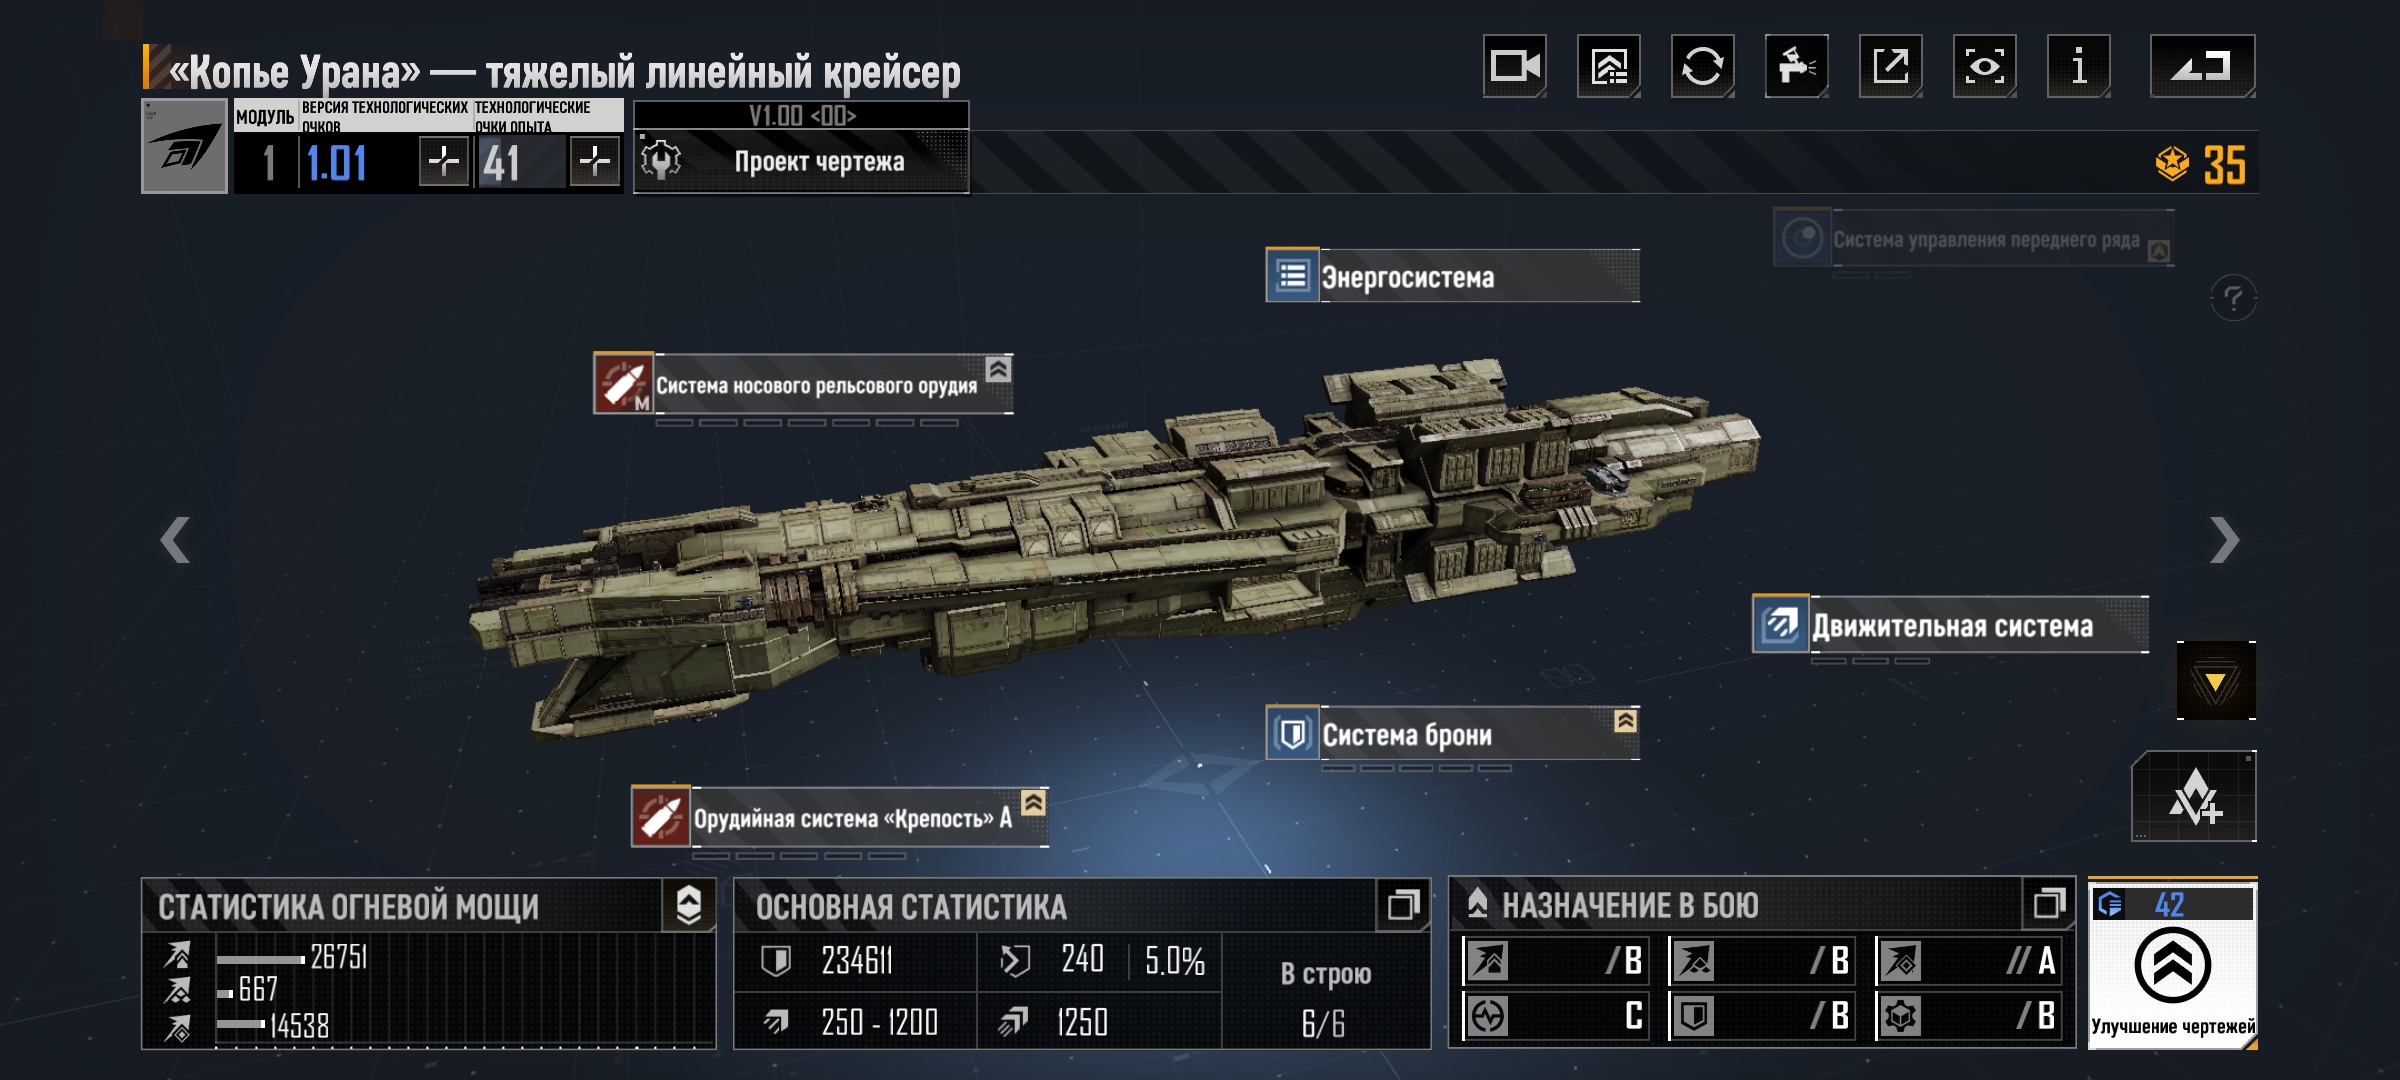 «Копье Урана» — тяжелый линейный крейсер
МОДУЛЬ
ВЕРСИЯ ТЕХНОЛОГИЧЕСКИХ ОЧКОВ
ТЕХНОЛОГИЧЕСКИЕ ОЧКИ ОПЫТА
1
1.01
41
V1.00 <00>
Проект чертежа
35
Система управления переднего ряда
Энергосистема
?
Система носового рельсового орудия
M
Движительная система
Система брони
Орудийная система «Крепость» А
СТАТИСТИКА ОГНЕВОЙ МОЩИ
26751
667
14538
ОСНОВНАЯ СТАТИСТИКА
234611
240
5.0%
250 - 1200
1250
В строю
6/6
НАЗНАЧЕНИЕ В БОЮ
/ B
/ B
// A
C
/ B
/ B
42
Улучшение чертежей